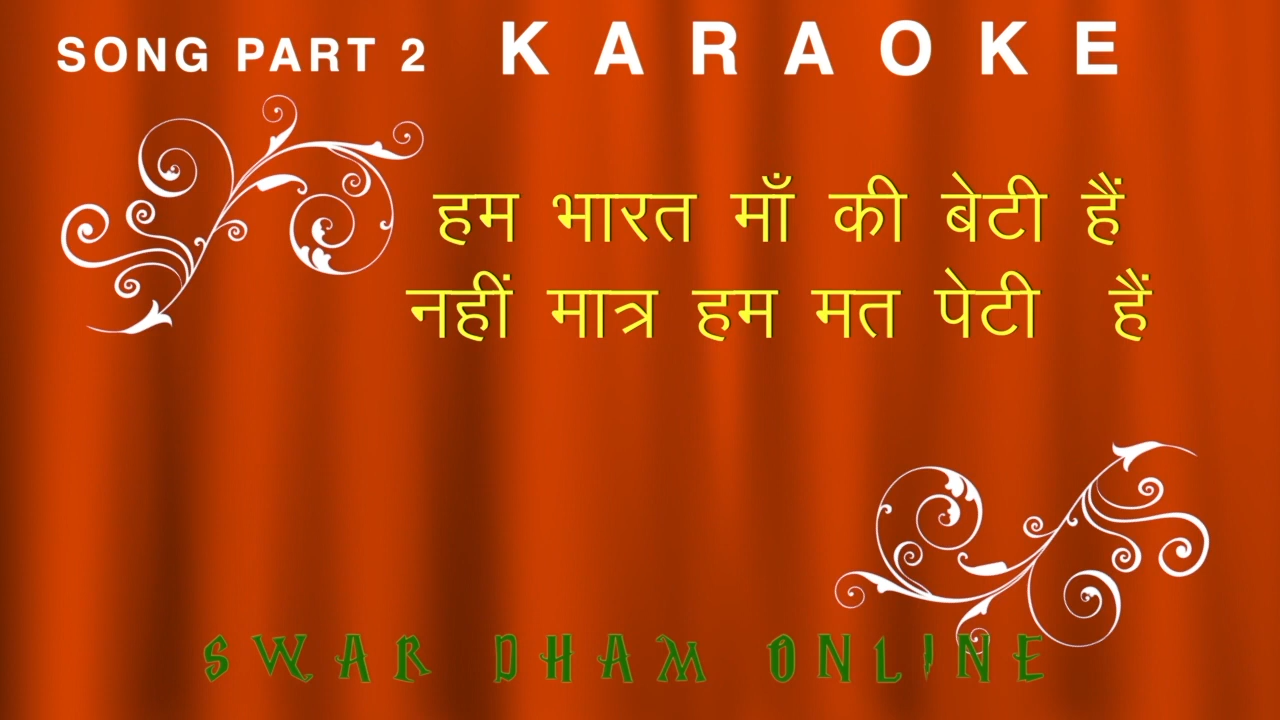 SONG PART 2 KARAOKE
हम भारत माँ की बेटी हैं
नहीं मात्र हम मत पेटी हैं
SWAR DHAM ONLINE